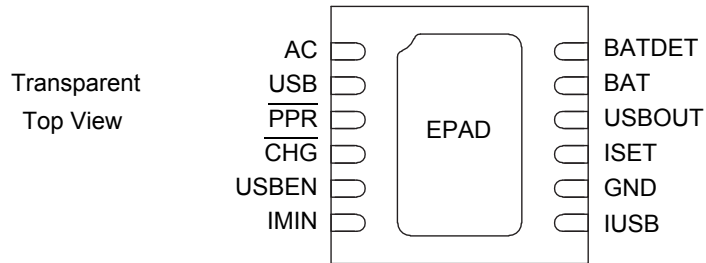 Transparent
Top View
AC
USB
PPR
CHG
USBEN
IMIN
EPAD
BATDET
BAT
USBOUT
ISET
GND
IUSB